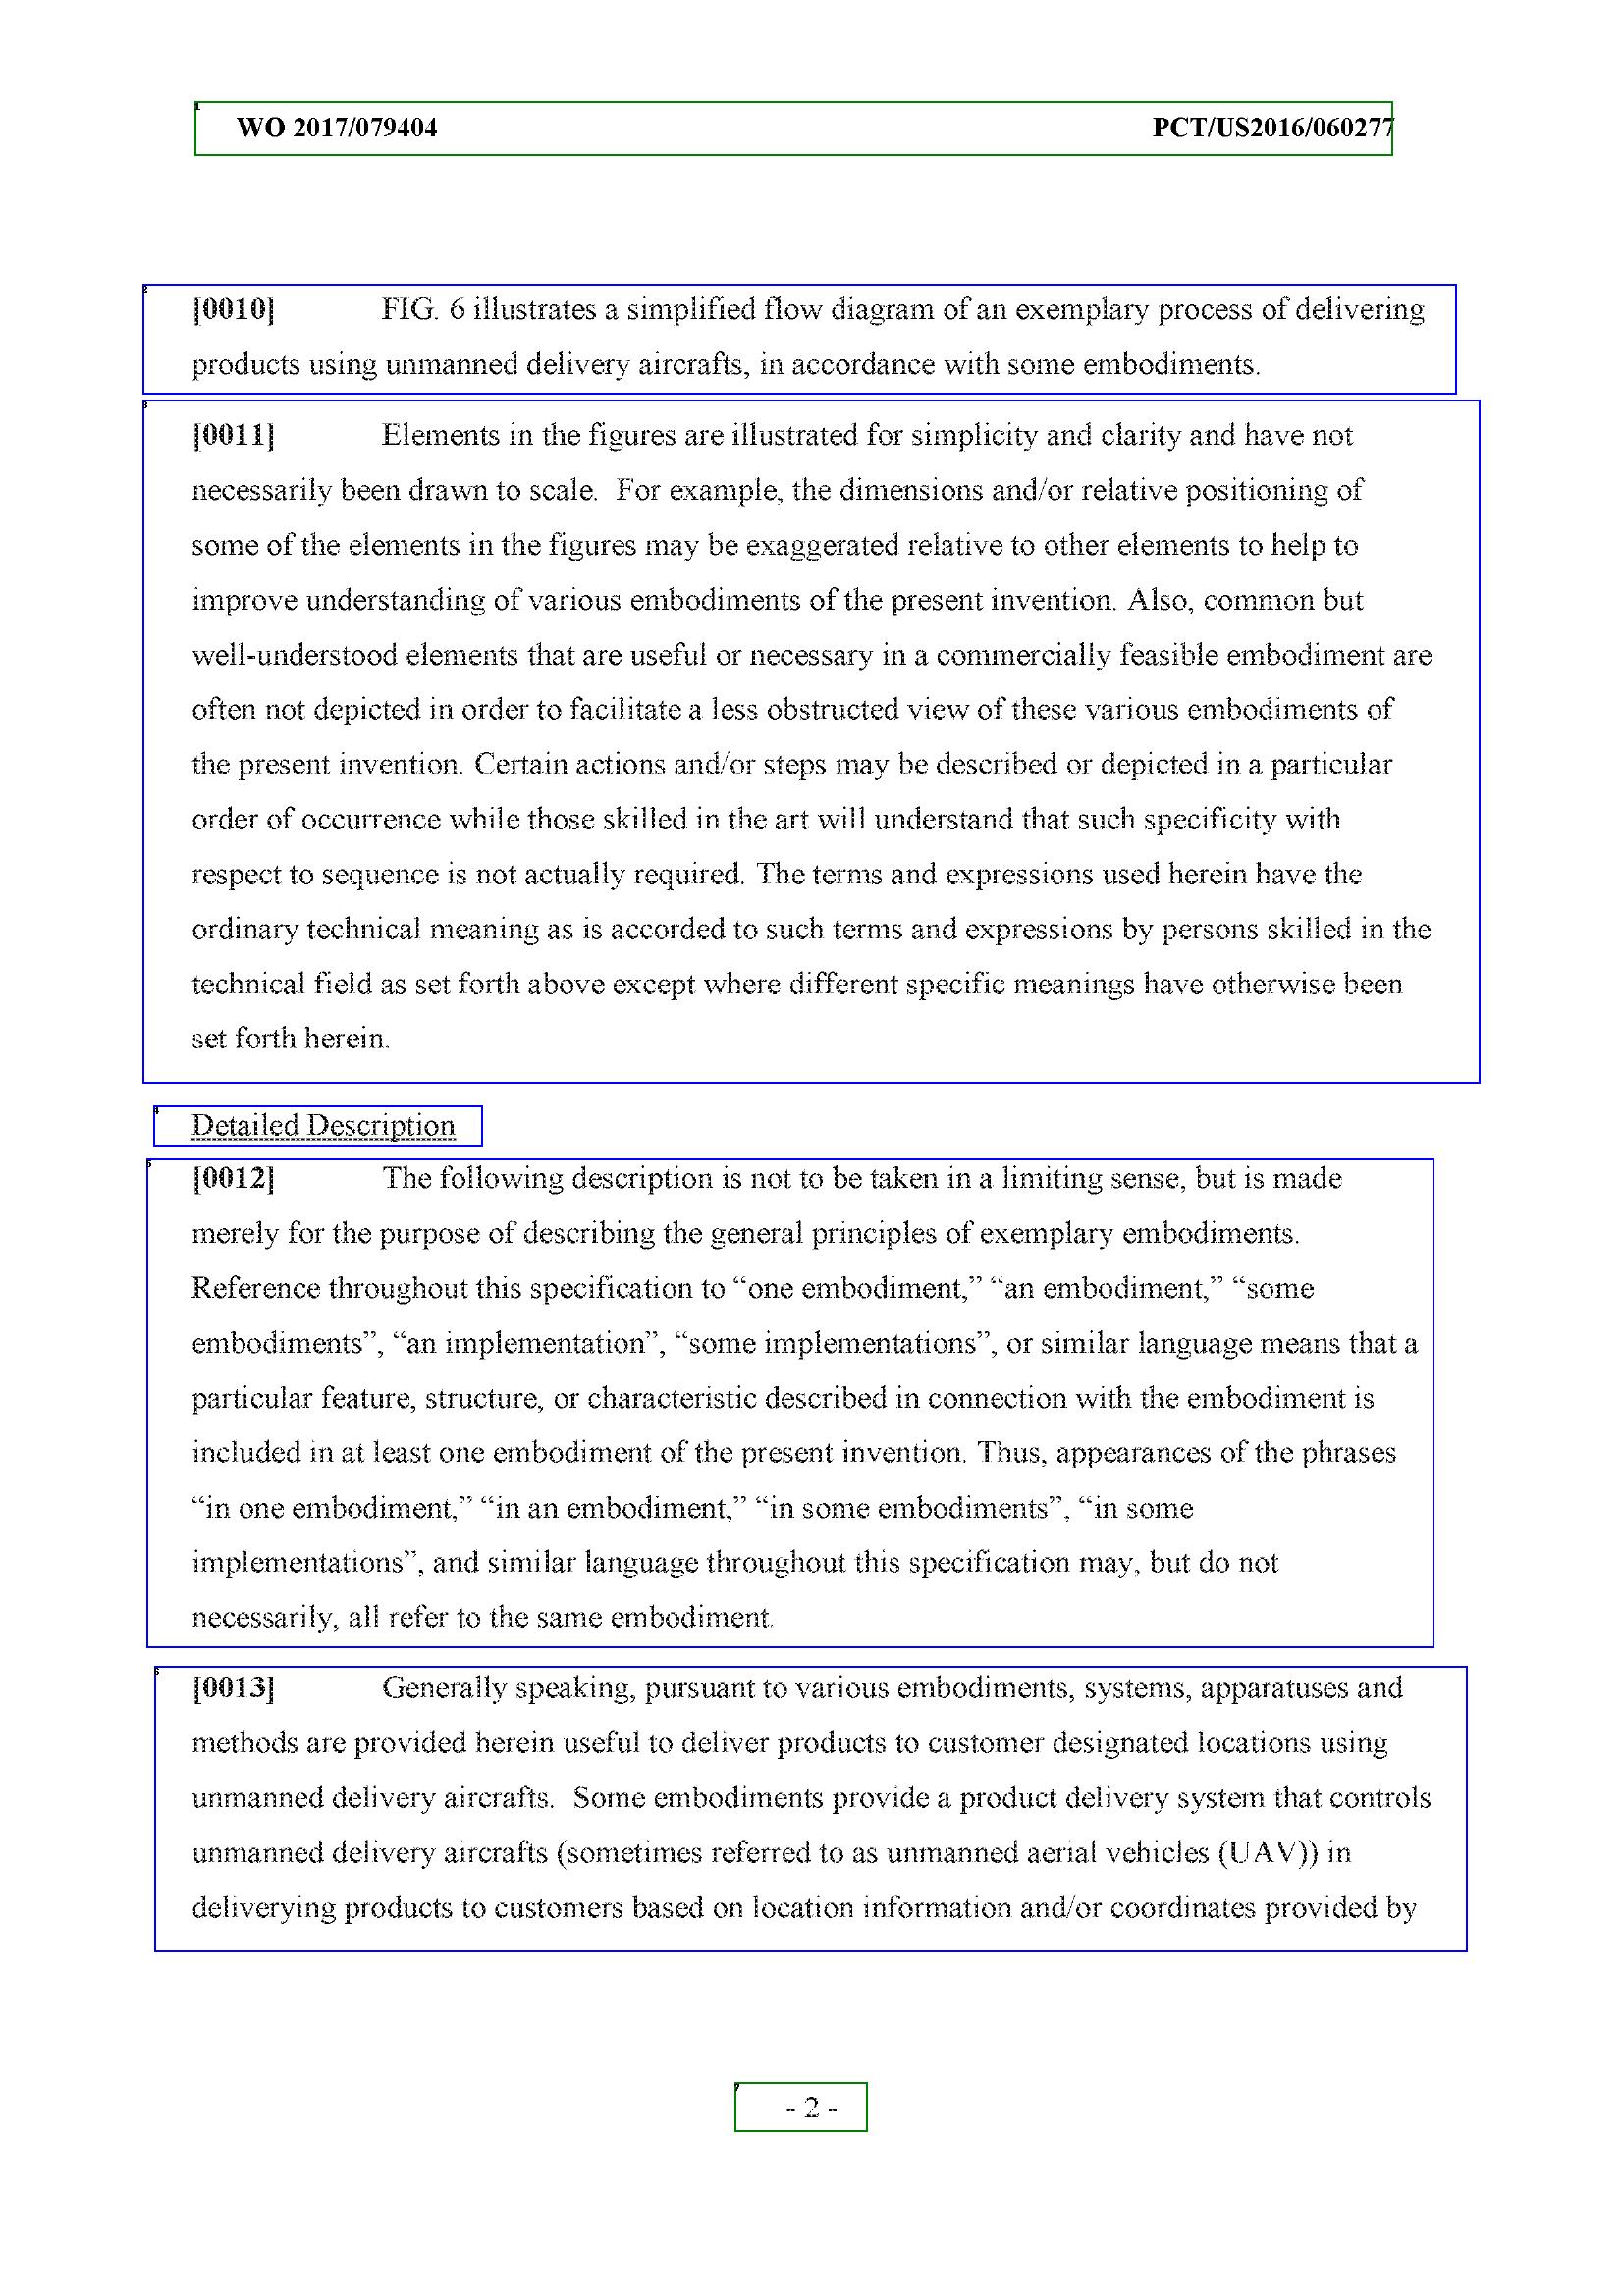 WO 2017/079404 PCT/US2016/060277
[0010] FIG. 6 illustrates a simplified flow diagram of an exemplary process of delivering
products using unmanned delivery aircrafts, in accordance with some embodiments.
[0011] Elements in the figures are illustrated for simplicity and clarity and have not
necessarily been drawn to scale.  For example, the dimensions and/or relative positioning of
some of the elements in the figures may be exaggerated relative to other elements to help to
improve understanding of various embodiments of the present invention. Also, common but
well-understood elements that are useful or necessary in a commercially feasible embodiment are
often not depicted in order to facilitate a less obstructed view of these various embodiments of
the present invention. Certain actions and/or steps may be described or depicted in a particular
order of occurrence while those skilled in the art will understand that such specificity with
respect to sequence is not actually required. The terms and expressions used herein have the
ordinary technical meaning as is accorded to such terms and expressions by persons skilled in the
technical field as set forth above except where different specific meanings have otherwise been
set forth herein.
Detailed Description
[0012] The following description is not to be taken in a limiting sense, but is made
merely for the purpose of describing the general principles of exemplary embodiments.
Reference throughout this specification to “one embodiment,” “an embodiment,” “some
embodiments”, “an implementation”, “some implementations”, or similar language means that a
particular feature, structure, or characteristic described in connection with the embodiment is
included in at least one embodiment of the present invention. Thus, appearances of the phrases
“in one embodiment,” “in an embodiment,” “in some embodiments”, “in some
implementations”, and similar language throughout this specification may, but do not
necessarily, all refer to the same embodiment.
[0013] Generally speaking, pursuant to various embodiments, systems, apparatuses and
methods are provided herein useful to deliver products to customer designated locations using
unmanned delivery aircrafts.  Some embodiments provide a product delivery system that controls
unmanned delivery aircrafts (sometimes referred to as unmanned aerial vehicles (UAV)) in
deliverying products to customers based on location information and/or coordinates provided by
- 2 -